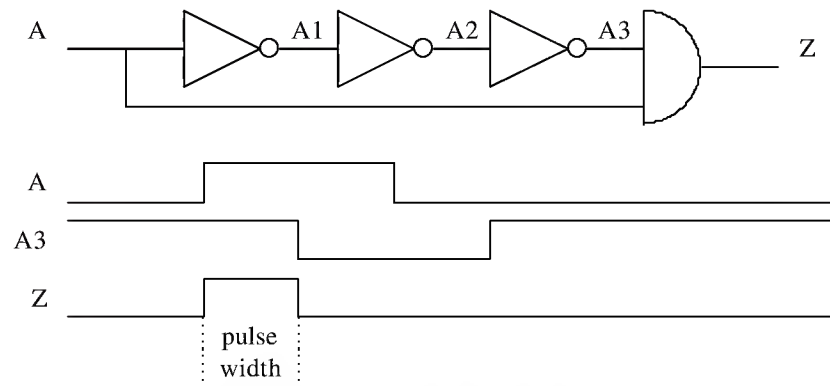 A A1 A2 A3 Z
A
A3
Z
pulse
width